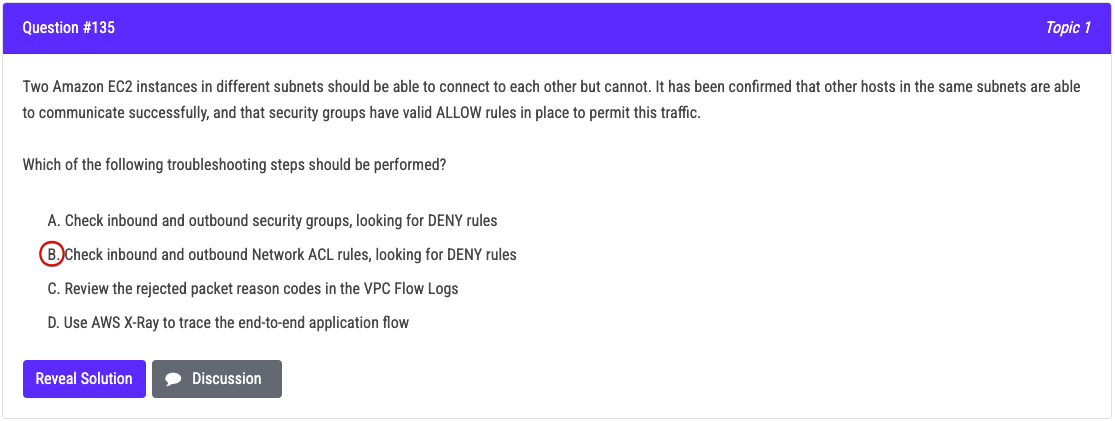 Question #135
Topic 1
Two Amazon EC2 instances in different subnets should be able to connect to each other but cannot. It has been confirmed that other hosts in the same subnets are able
to communicate successfully, and that security groups have valid ALLOW rules in place to permit this traffic.
Which of the following troubleshooting steps should be performed?
A. Check inbound and outbound security groups, looking for DENY rules
B. Check inbound and outbound Network ACL rules, looking for DENY rules
C. Review the rejected packet reason codes in the VPC Flow Logs
D. Use AWS X-Ray to trace the end-to-end application flow
Reveal Solution
Discussion